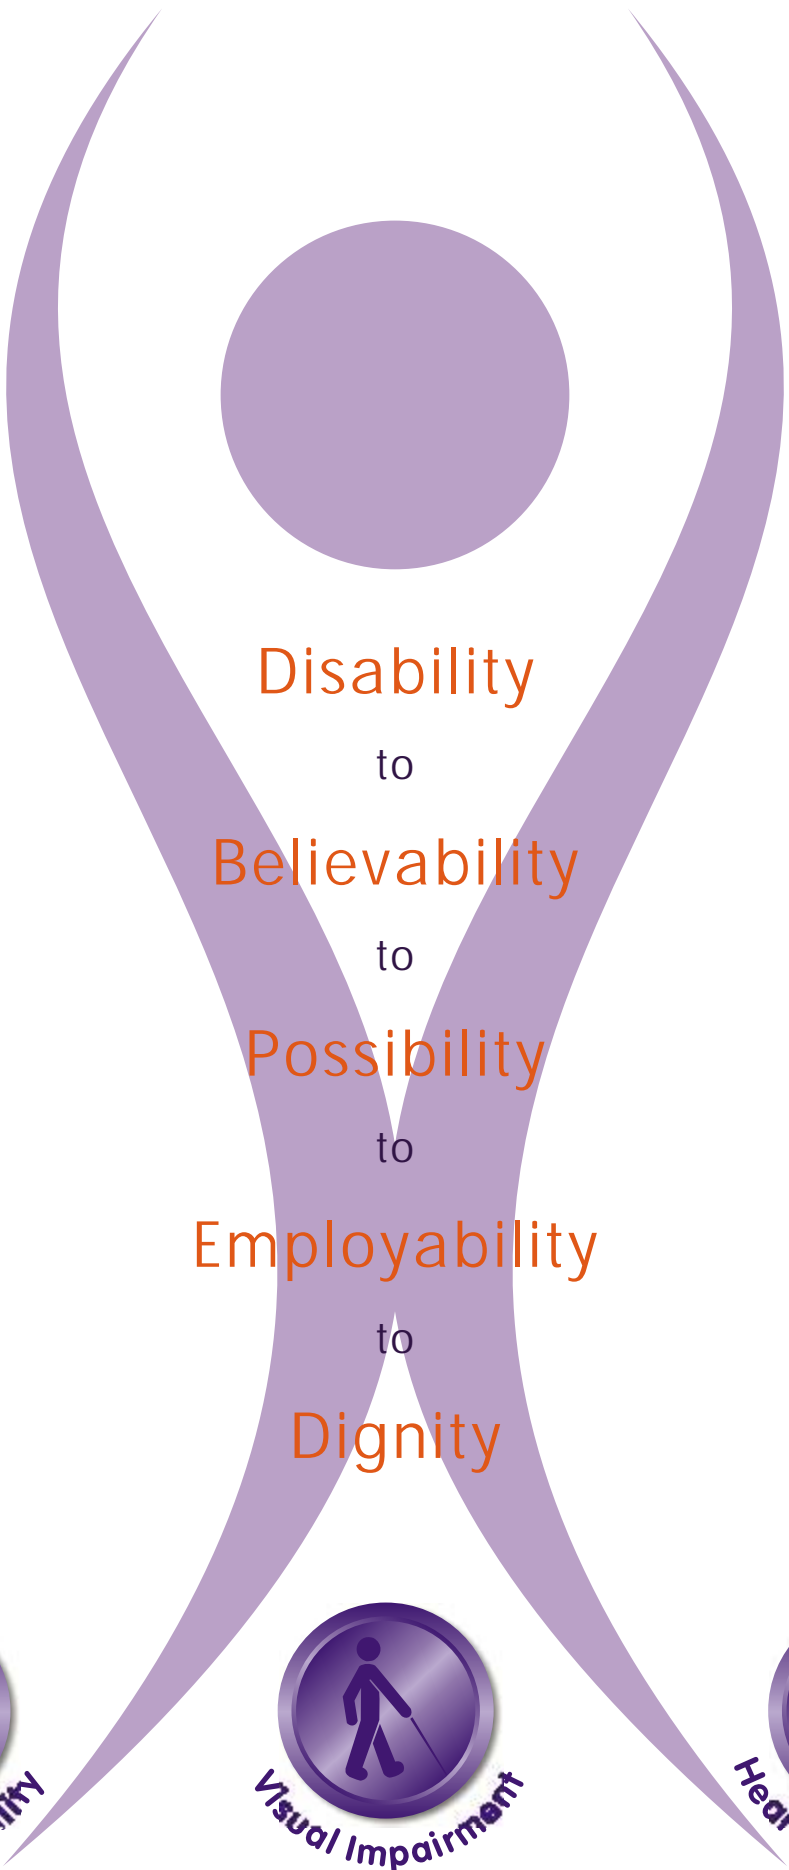 Disability
to
Believability
to
Possibility
to
Employability
to
Dignity
Visual Impairment